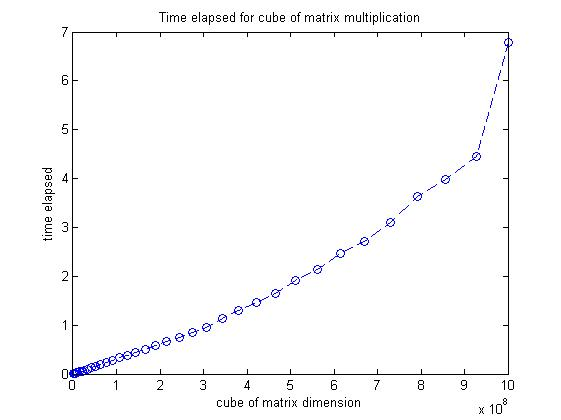 Time elapsed for cube of matrix multiplication
7
6
5
4
3
2
1
0
time elapsed
0 1 2 3 4 5 6 7 8 9 10
x 10^8
cube of matrix dimension